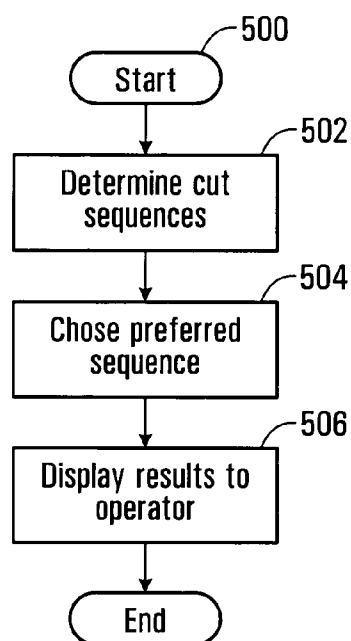 500
Start
502
Determine cut
sequences
504
Chose preferred
sequence
506
Display results to
operator
End